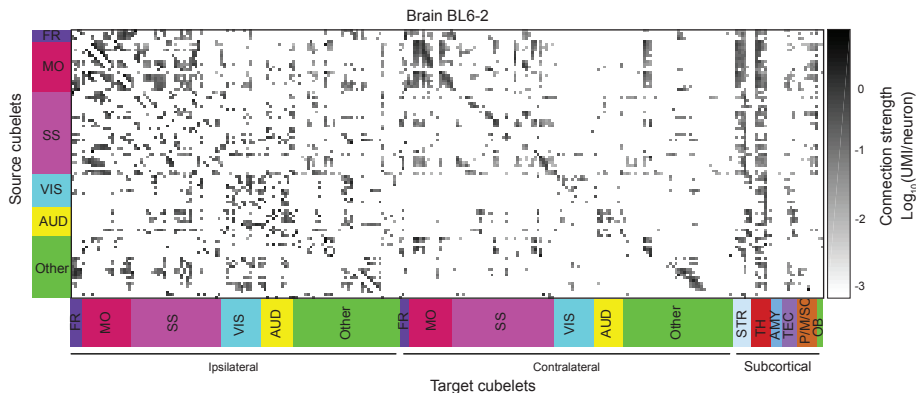 Brain BL6-2
Source cubelets
FR
MO
SS
VIS
AUD
Other
FR
MO
SS
VIS
AUD
Other
FR
MO
SS
VIS
AUD
Other
STR
TH
AMY
TEC
P/M/SC
OB
Ipsilateral
Contralateral
Subcortical
Target cubelets
0
-1
-2
-3
Connection strength
Log10(UMI/neuron)